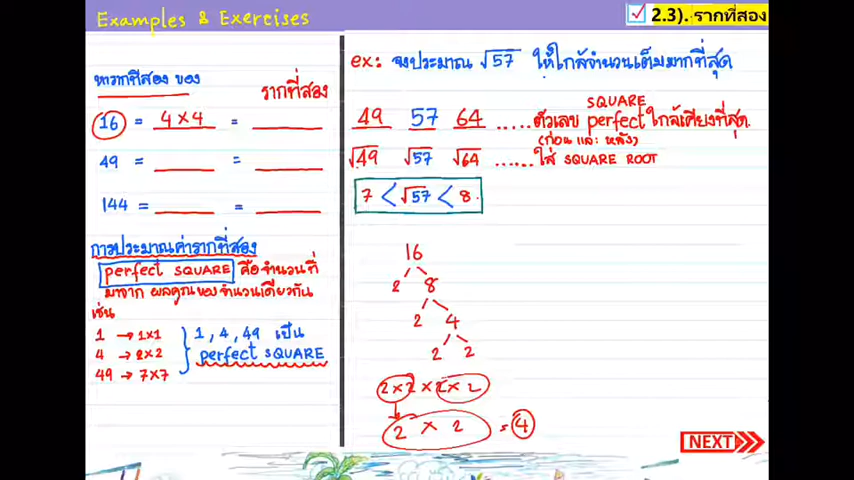 Examples & Exercises
2.3). รากที่สอง
หารากที่สอง ของ
รากที่สอง
16 = 4 × 4 =
49 = =
144 = =
การประมาณค่ารากที่สอง
perfect SQUARE คือจำนวนที่
มาจาก ผลคูณของจำนวนเดียวกัน
เช่น
1 → 1×1
4 → 2×2
49 → 7×7
1, 4, 49 เป็น
perfect SQUARE
ex: จงประมาณ √57 ให้ใกล้จำนวนเต็มมากที่สุด
SQUARE
49 57 64 .....ตัวเลข perfect ใกล้เคียงที่สุด
(ก่อน และ หลัง)
√49 √57 √64 ......ใส่ SQUARE ROOT
7 < √57 < 8
16
2 8
2 4
2 2
2×2 × 2×2
2 × 2 = 4
NEXT